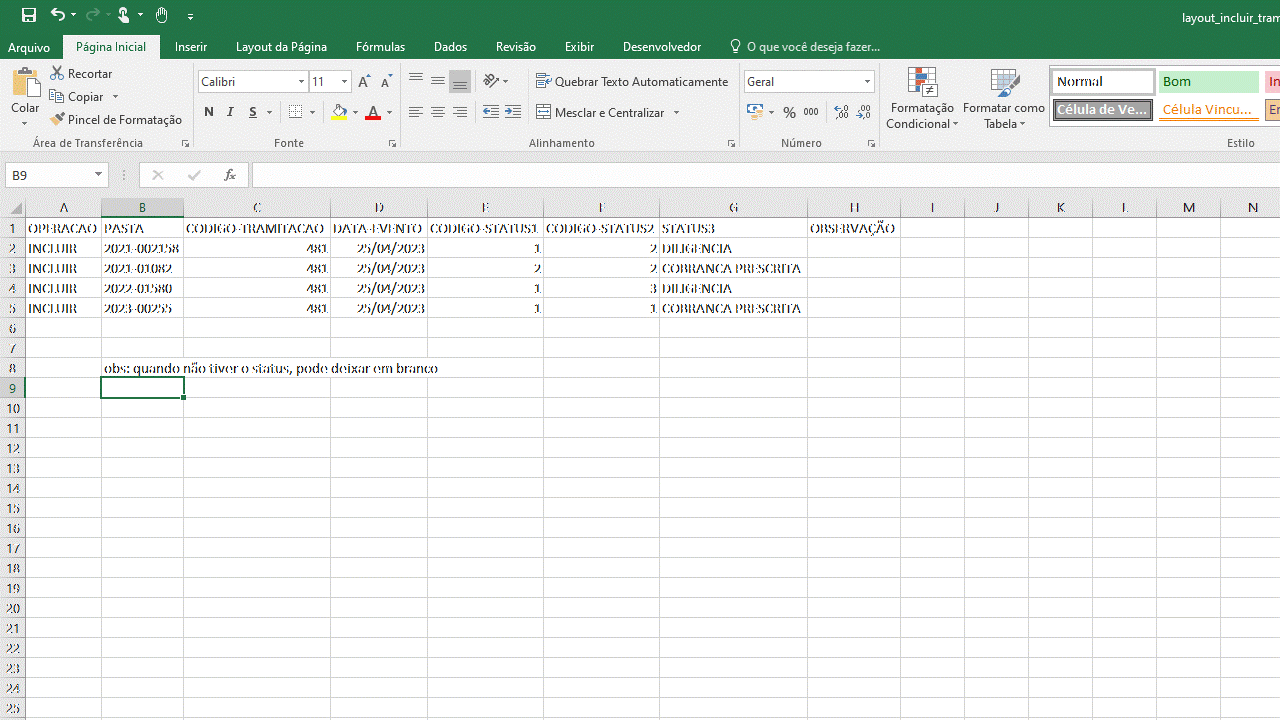 layout_incluir_tram
Arquivo Página Inicial Inserir Layout da Página Fórmulas Dados Revisão Exibir Desenvolvedor O que você deseja fazer...
Colar Recortar Copiar Pincel de Formatação
Calibri 11
N I S
Quebrar Texto Automaticamente
Mesclar e Centralizar
Geral
% 000
Formatação Condicional
Formatar como Tabela
Normal Bom
Célula de Ve... Célula Vincu...
Área de Transferência Fonte Alinhamento Número Estilo
B9 fx
A B C D E F G H I J K L M N
1 OPERACAO PASTA CODIGO-TRAMITACAO DATA-EVENTO CODIGO-STATUS1 CODIGO-STATUS2 STATUS3 OBSERVAÇÃO
2 INCLUIR 2021-002158 481 25/04/2023 1 2 DILIGENCIA
3 INCLUIR 2021-01082 481 25/04/2023 2 2 COBRANCA PRESCRITA
4 INCLUIR 2022-01580 481 25/04/2023 1 3 DILIGENCIA
5 INCLUIR 2023-00255 481 25/04/2023 1 1 COBRANCA PRESCRITA
6
7
8 obs: quando não tiver o status, pode deixar em branco
9
10
11
12
13
14
15
16
17
18
19
20
21
22
23
24
25